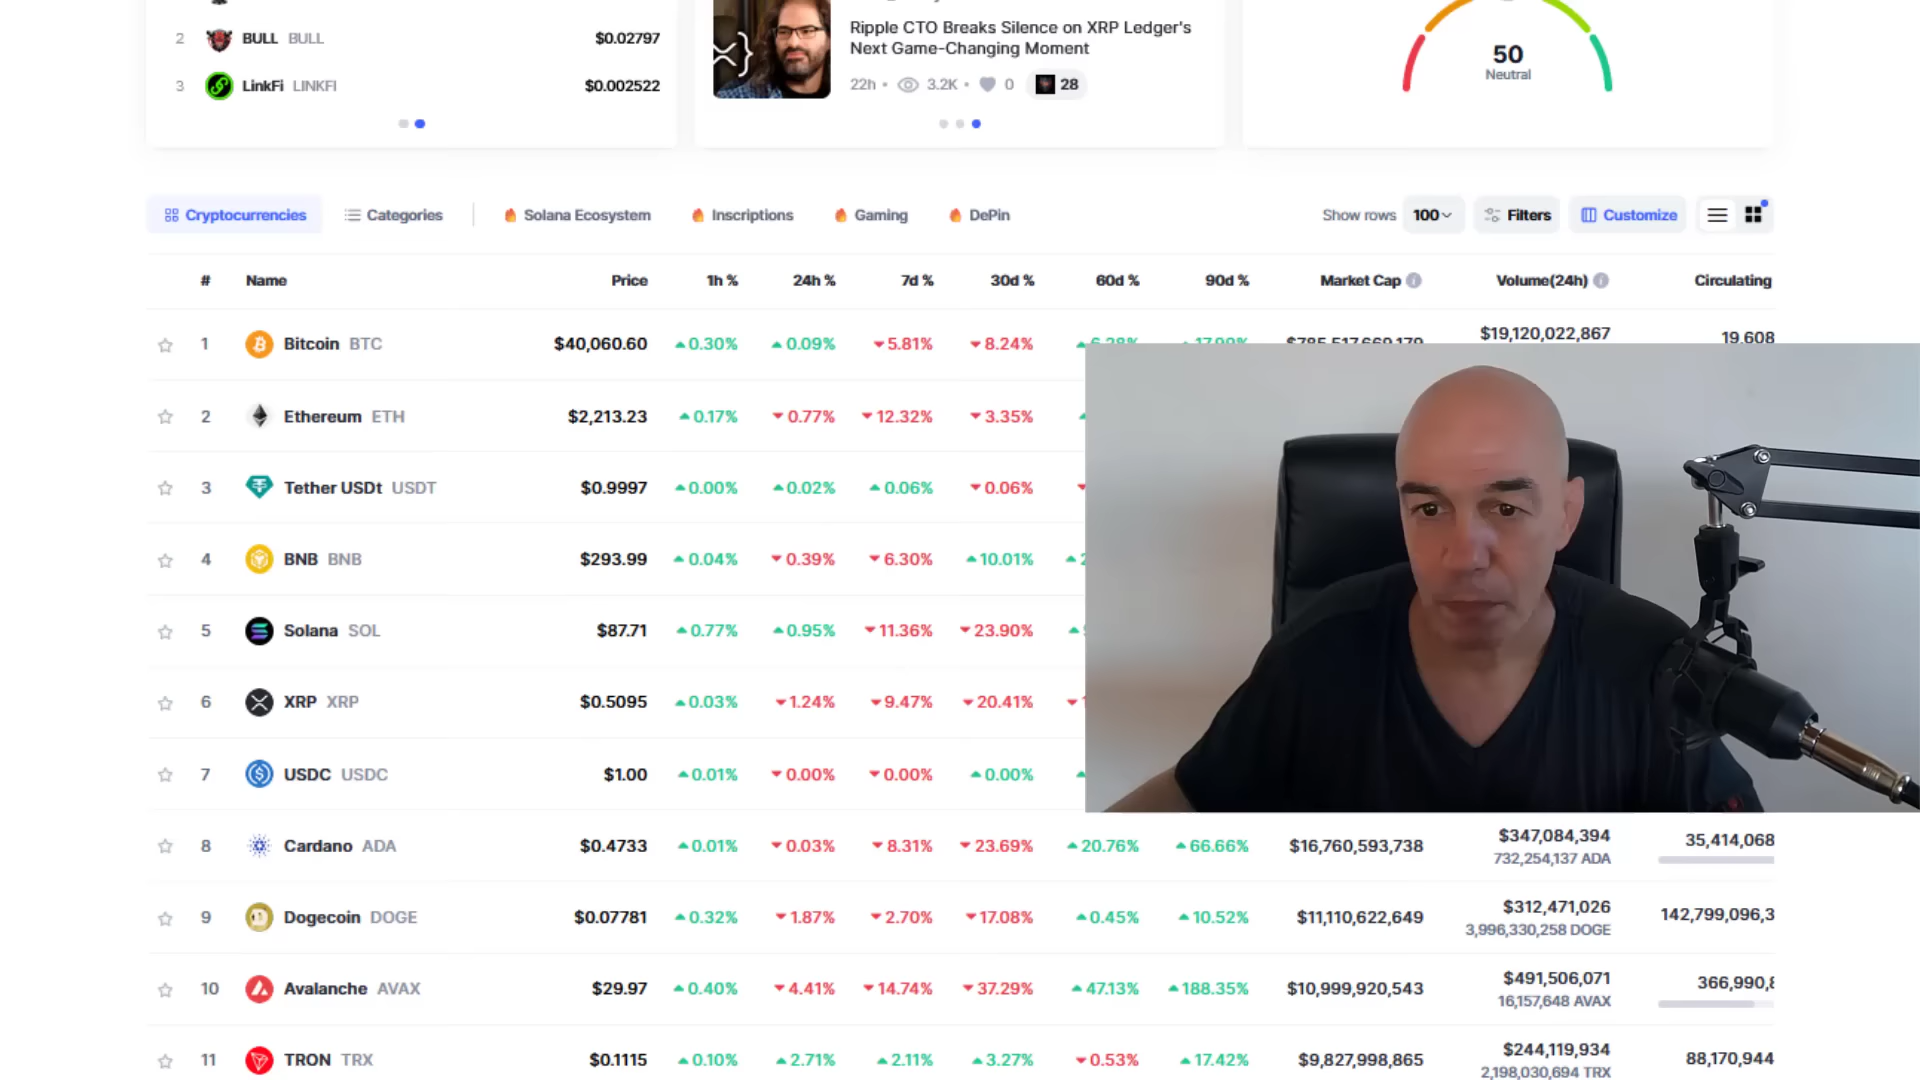 2 BULL BULL $0.02797
3 LinkFi LINKFI $0.002522
Ripple CTO Breaks Silence on XRP Ledger's
Next Game-Changing Moment
22h • 3.2K • 0 28
50
Neutral
Cryptocurrencies Categories Solana Ecosystem Inscriptions Gaming DePin Show rows 100 Filters Customize
# Name Price 1h % 24h % 7d % 30d % 60d % 90d % Market Cap Volume(24h) Circulating
1 Bitcoin BTC $40,060.60 0.30% 0.09% 5.81% 8.24% $19,120,022,867 19,608
2 Ethereum ETH $2,213.23 0.17% 0.77% 12.32% 3.35%
3 Tether USDt USDT $0.9997 0.00% 0.02% 0.06% 0.06%
4 BNB BNB $293.99 0.04% 0.39% 6.30% 10.01%
5 Solana SOL $87.71 0.77% 0.95% 11.36% 23.90%
6 XRP XRP $0.5095 0.03% 1.24% 9.47% 20.41%
7 USDC USDC $1.00 0.01% 0.00% 0.00% 0.00%
8 Cardano ADA $0.4733 0.01% 0.03% 8.31% 23.69% 20.76% 66.66% $16,760,593,738 $347,084,394 35,414,068
732,254,137 ADA
9 Dogecoin DOGE $0.07781 0.32% 1.87% 2.70% 17.08% 0.45% 10.52% $11,110,622,649 $312,471,026 142,799,096,3
3,996,330,258 DOGE
10 Avalanche AVAX $29.97 0.40% 4.41% 14.74% 37.29% 47.13% 188.35% $10,999,920,543 $491,506,071 366,990,8
16,157,648 AVAX
11 TRON TRX $0.1115 0.10% 2.71% 2.11% 3.27% 0.53% 17.42% $9,827,998,865 $244,119,934 88,170,944
2,198,030,694 TRX